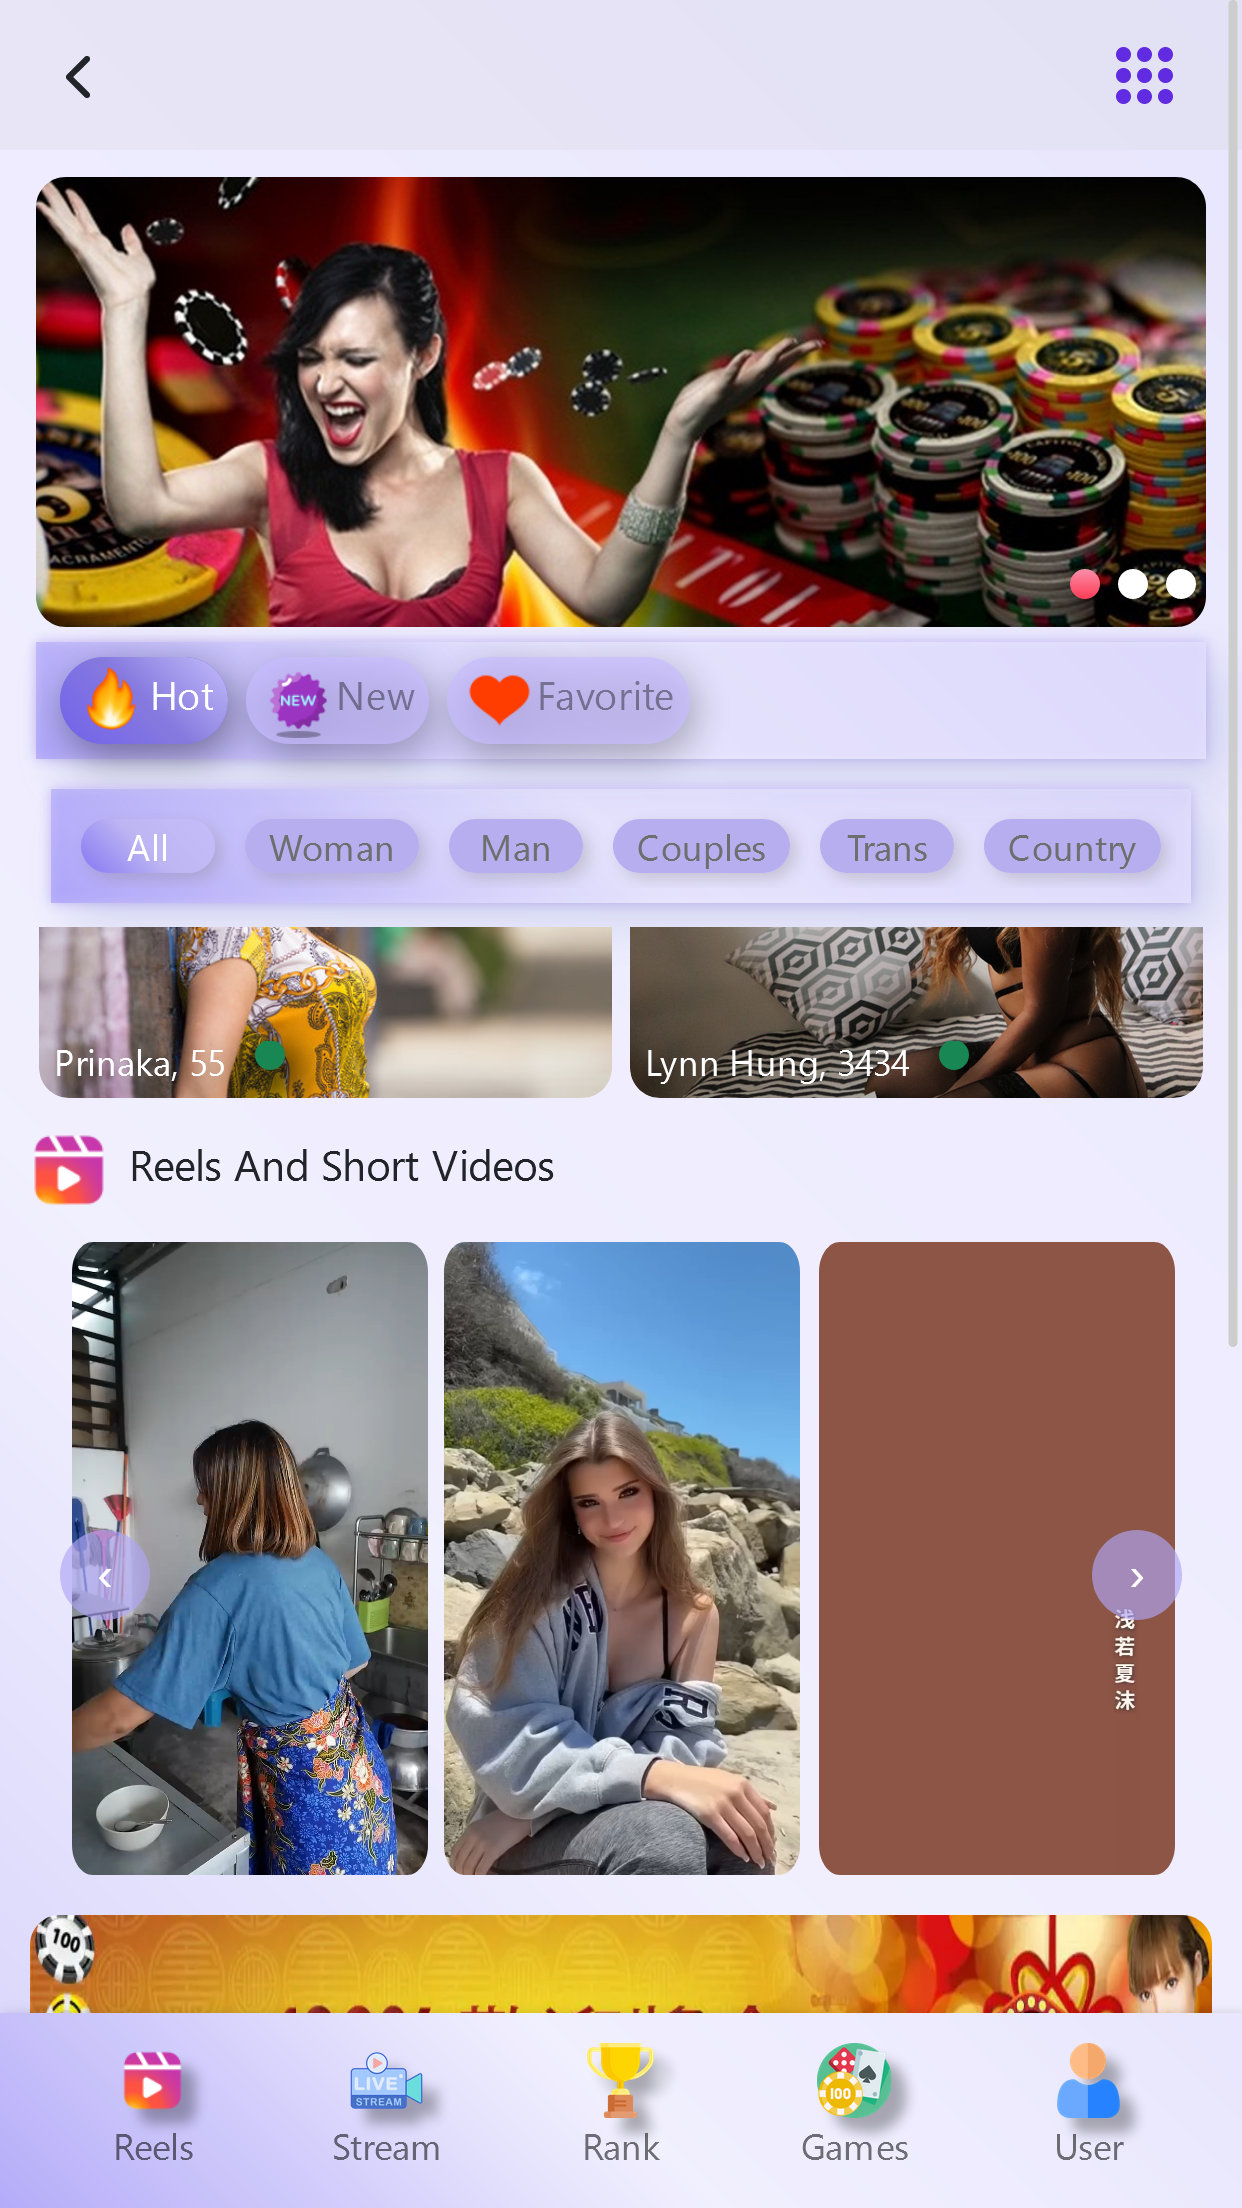 SACRAMENTO
Hot
NEW
New
Favorite
All
Woman
Man
Couples
Trans
Country
Prinaka, 55
Lynn Hung, 3434
Reels And Short Videos
‹
›
浅若夏沫
100
LIVE
STREAM
100
Reels
Stream
Rank
Games
User